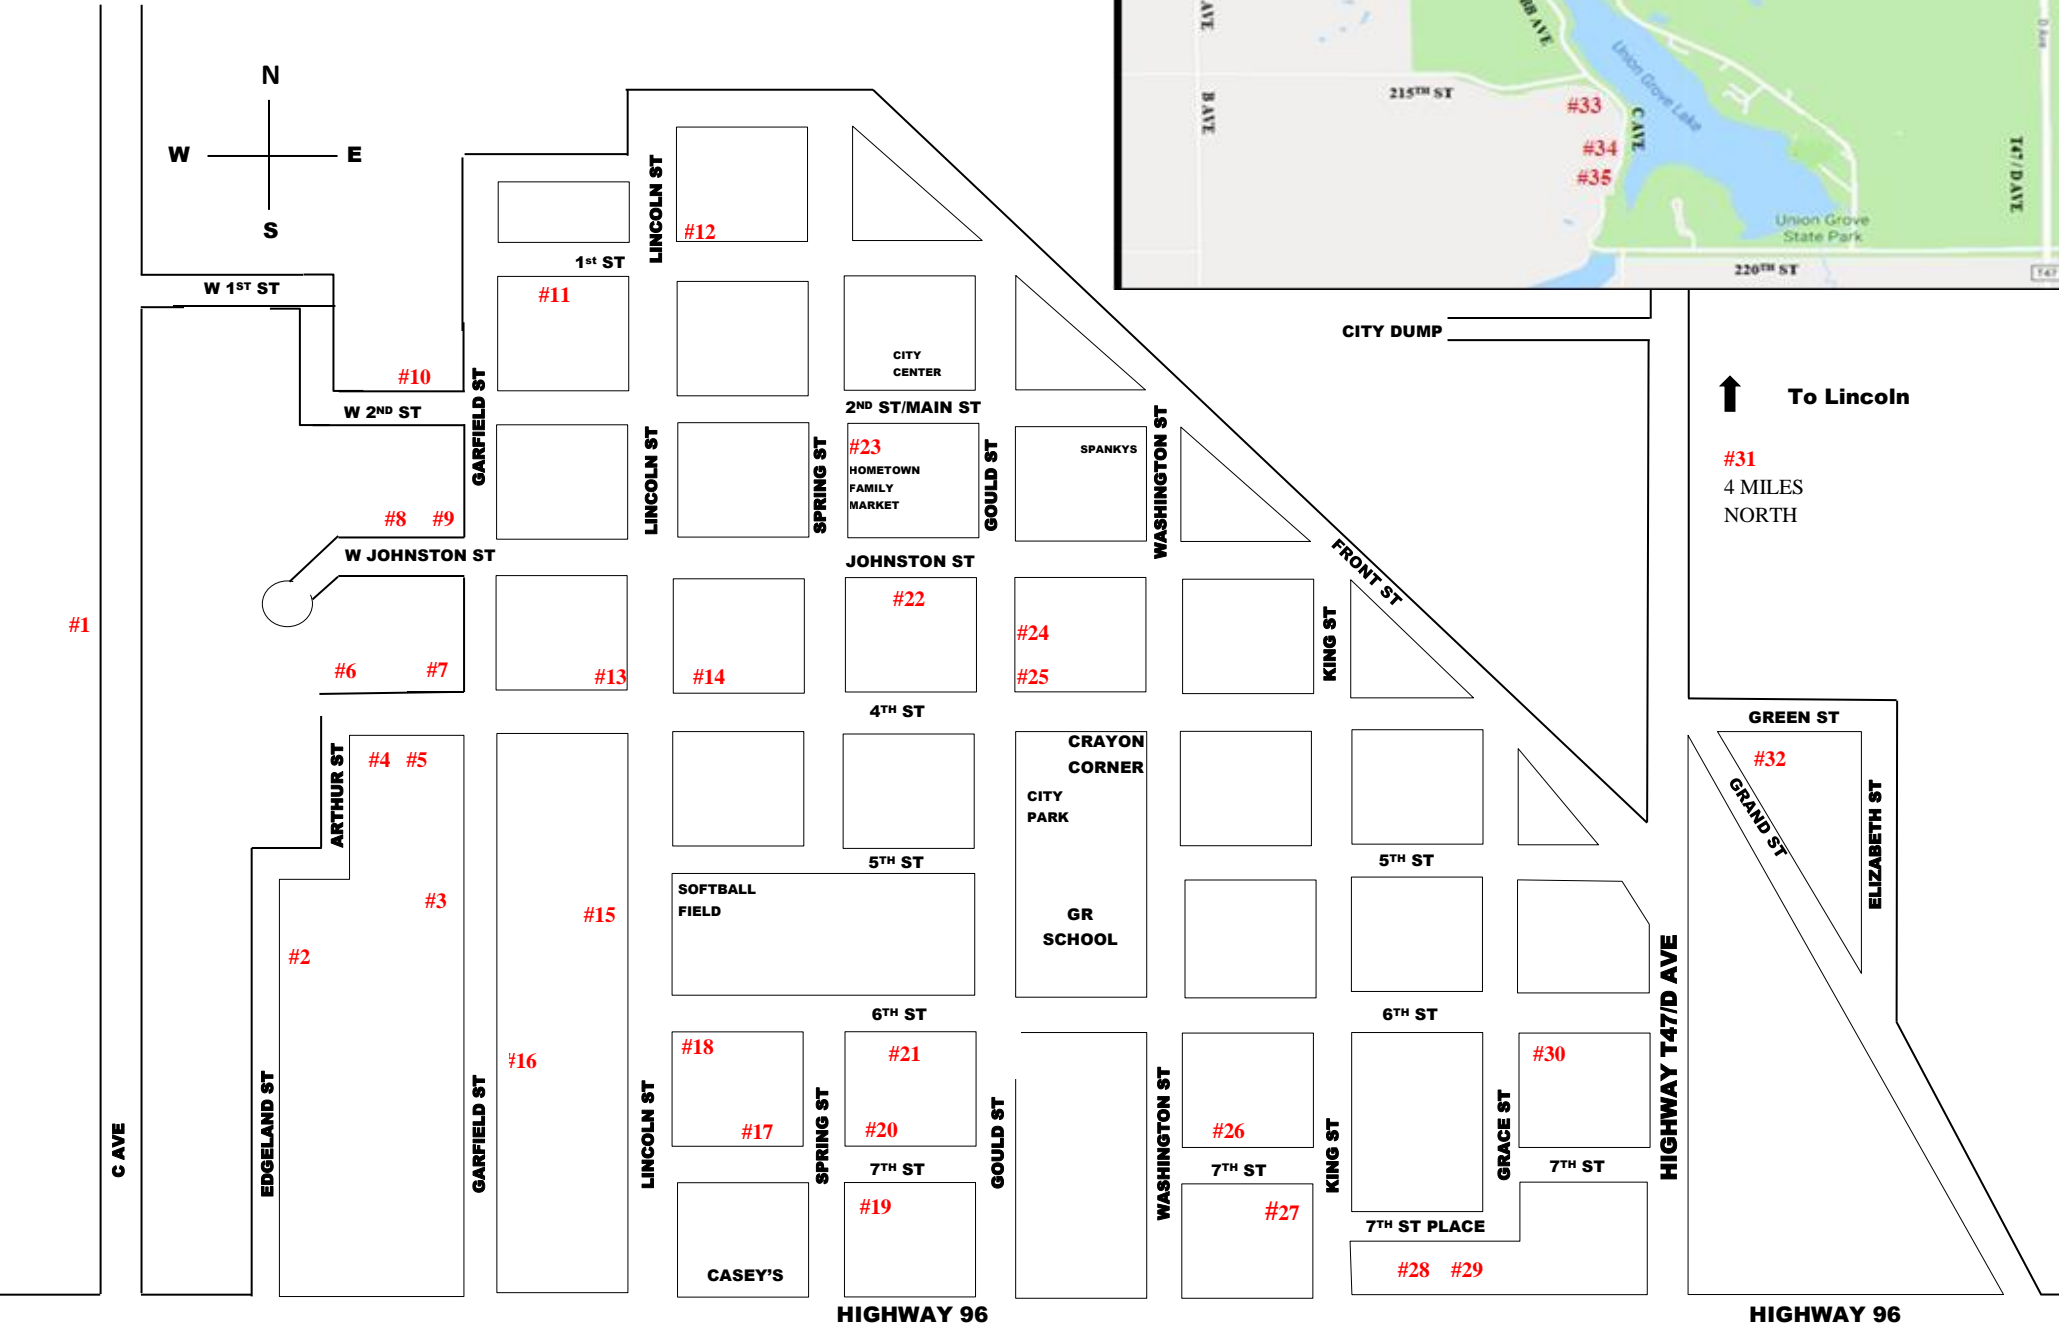 N
W E
S
W 1ST ST
#10
W 2ND ST
#8 #9
W JOHNSTON ST
#1
#6 #7
ARTHUR ST
#4 #5
#3
#2
C AVE
EDGELAND ST
GARFIELD ST
GARFIELD ST
LINCOLN ST
#12
1st ST
#11
CITY
CENTER
2ND ST/MAIN ST
LINCOLN ST
SPRING ST
#23
HOMETOWN
FAMILY
MARKET
GOULD ST
SPANKYS
WASHINGTON ST
JOHNSTON ST
#22
#24
#25
#13
#14
4TH ST
KING ST
FRONT ST
CRAYON
CORNER
CITY
PARK
5TH ST
5TH ST
SOFTBALL
FIELD
GR
SCHOOL
#15
#16
6TH ST
6TH ST
#18
#21
#17
#20
#30
#26
LINCOLN ST
SPRING ST
GOULD ST
WASHINGTON ST
KING ST
GRACE ST
HIGHWAY T47/D AVE
7TH ST
7TH ST
7TH ST
#19
#27
7TH ST PLACE
#28 #29
CASEY'S
HIGHWAY 96
HIGHWAY 96
CITY DUMP
To Lincoln
#31
4 MILES
NORTH
GREEN ST
#32
GRAND ST
ELIZABETH ST
AVE
B AVE
BB AVE
215TH ST
#33
#34
#35
C AVE
Union Grove Lake
Union Grove
State Park
220TH ST
D Ave
T47/D AVE
T47